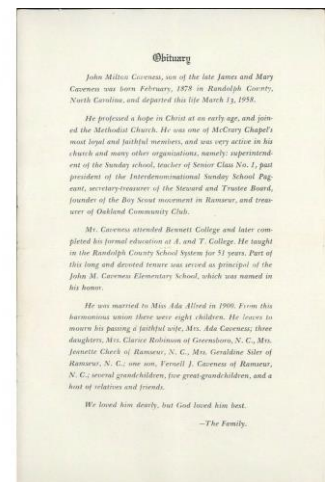 Obituary
John Milton Caveness, son of the late James and Mary
Caveness was born February, 1878 in Randolph County,
North Carolina, and departed this life March 13, 1958.
He professed a hope in Christ at an early age, and join-
ed the Methodist Church. He was one of McCrary Chapel's
most loyal and faithful members, and was very active in his
church and many other organizations, namely: superintend-
ent of the Sunday school, teacher of Senior Class No. 1, past
president of the Interdenominational Sunday School Pag-
eant, secretary-treasurer of the Steward and Trustee Board,
founder of the Boy Scout movement in Ramseur, and treas-
urer of Oakland Community Club.
Mr. Caveness attended Bennett College and later com-
pleted his formal education at A. and T. College. He taught
in the Randolph County School System for 51 years. Part of
this long and devoted tenure was served as principal of the
John M. Caveness Elementary School, which was named in
his honor.
He was married to Miss Ada Allred in 1900. From this
harmonious union there were eight children. He leaves to
mourn his passing a faithful wife, Mrs. Ada Caveness; three
daughters, Mrs. Clarice Robinson of Greensboro, N. C., Mrs.
Jeanette Cheek of Ramseur, N. C., Mrs. Geraldine Siler of
Ramseur, N. C.; one son, Vernell J. Caveness of Ramseur,
N. C.; several grandchildren, five great-grandchildren, and a
host of relatives and friends.
We loved him dearly, but God loved him best.
—The Family.